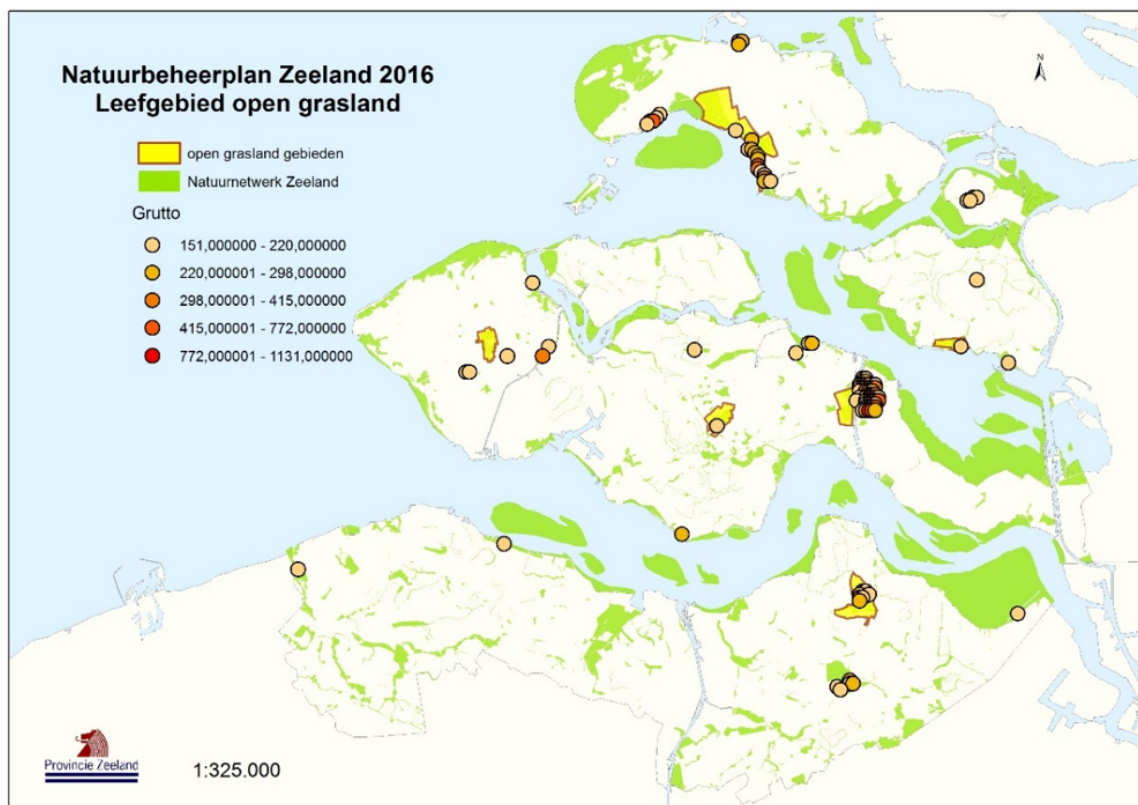 Natuurbeheerplan Zeeland 2016
Leefgebied open grasland
N
open grasland gebieden
Natuurnetwerk Zeeland
Grutto
151,000000 - 220,000000
220,000001 - 298,000000
298,000001 - 415,000000
415,000001 - 772,000000
772,000001 - 1131,000000
Provincie Zeeland
1:325.000